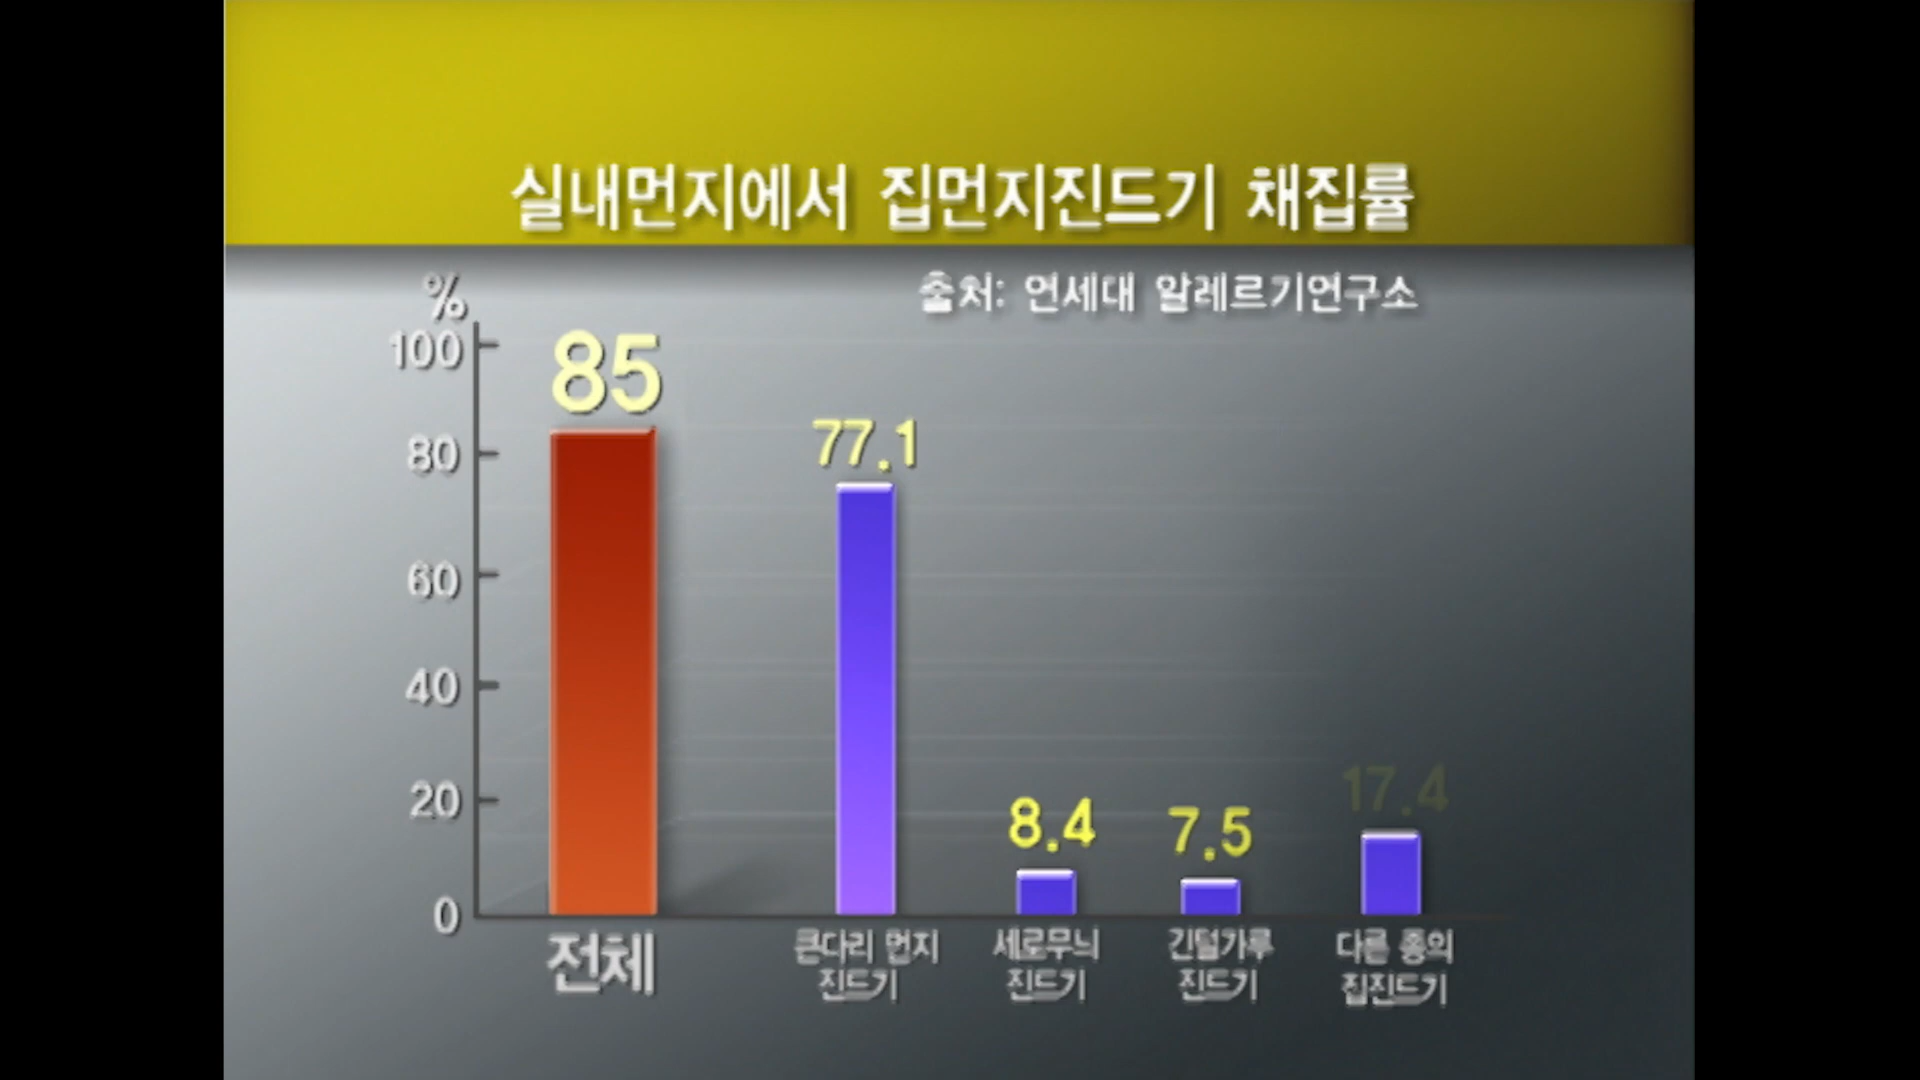 실내먼지에서 집먼지진드기 채집률
출처: 연세대 알레르기연구소
%
100
80
60
40
20
0
85
77.1
8.4
7.5
17.4
전체
큰다리 먼지
진드기
세로무늬
진드기
긴털가루
진드기
다른 종의
집진드기